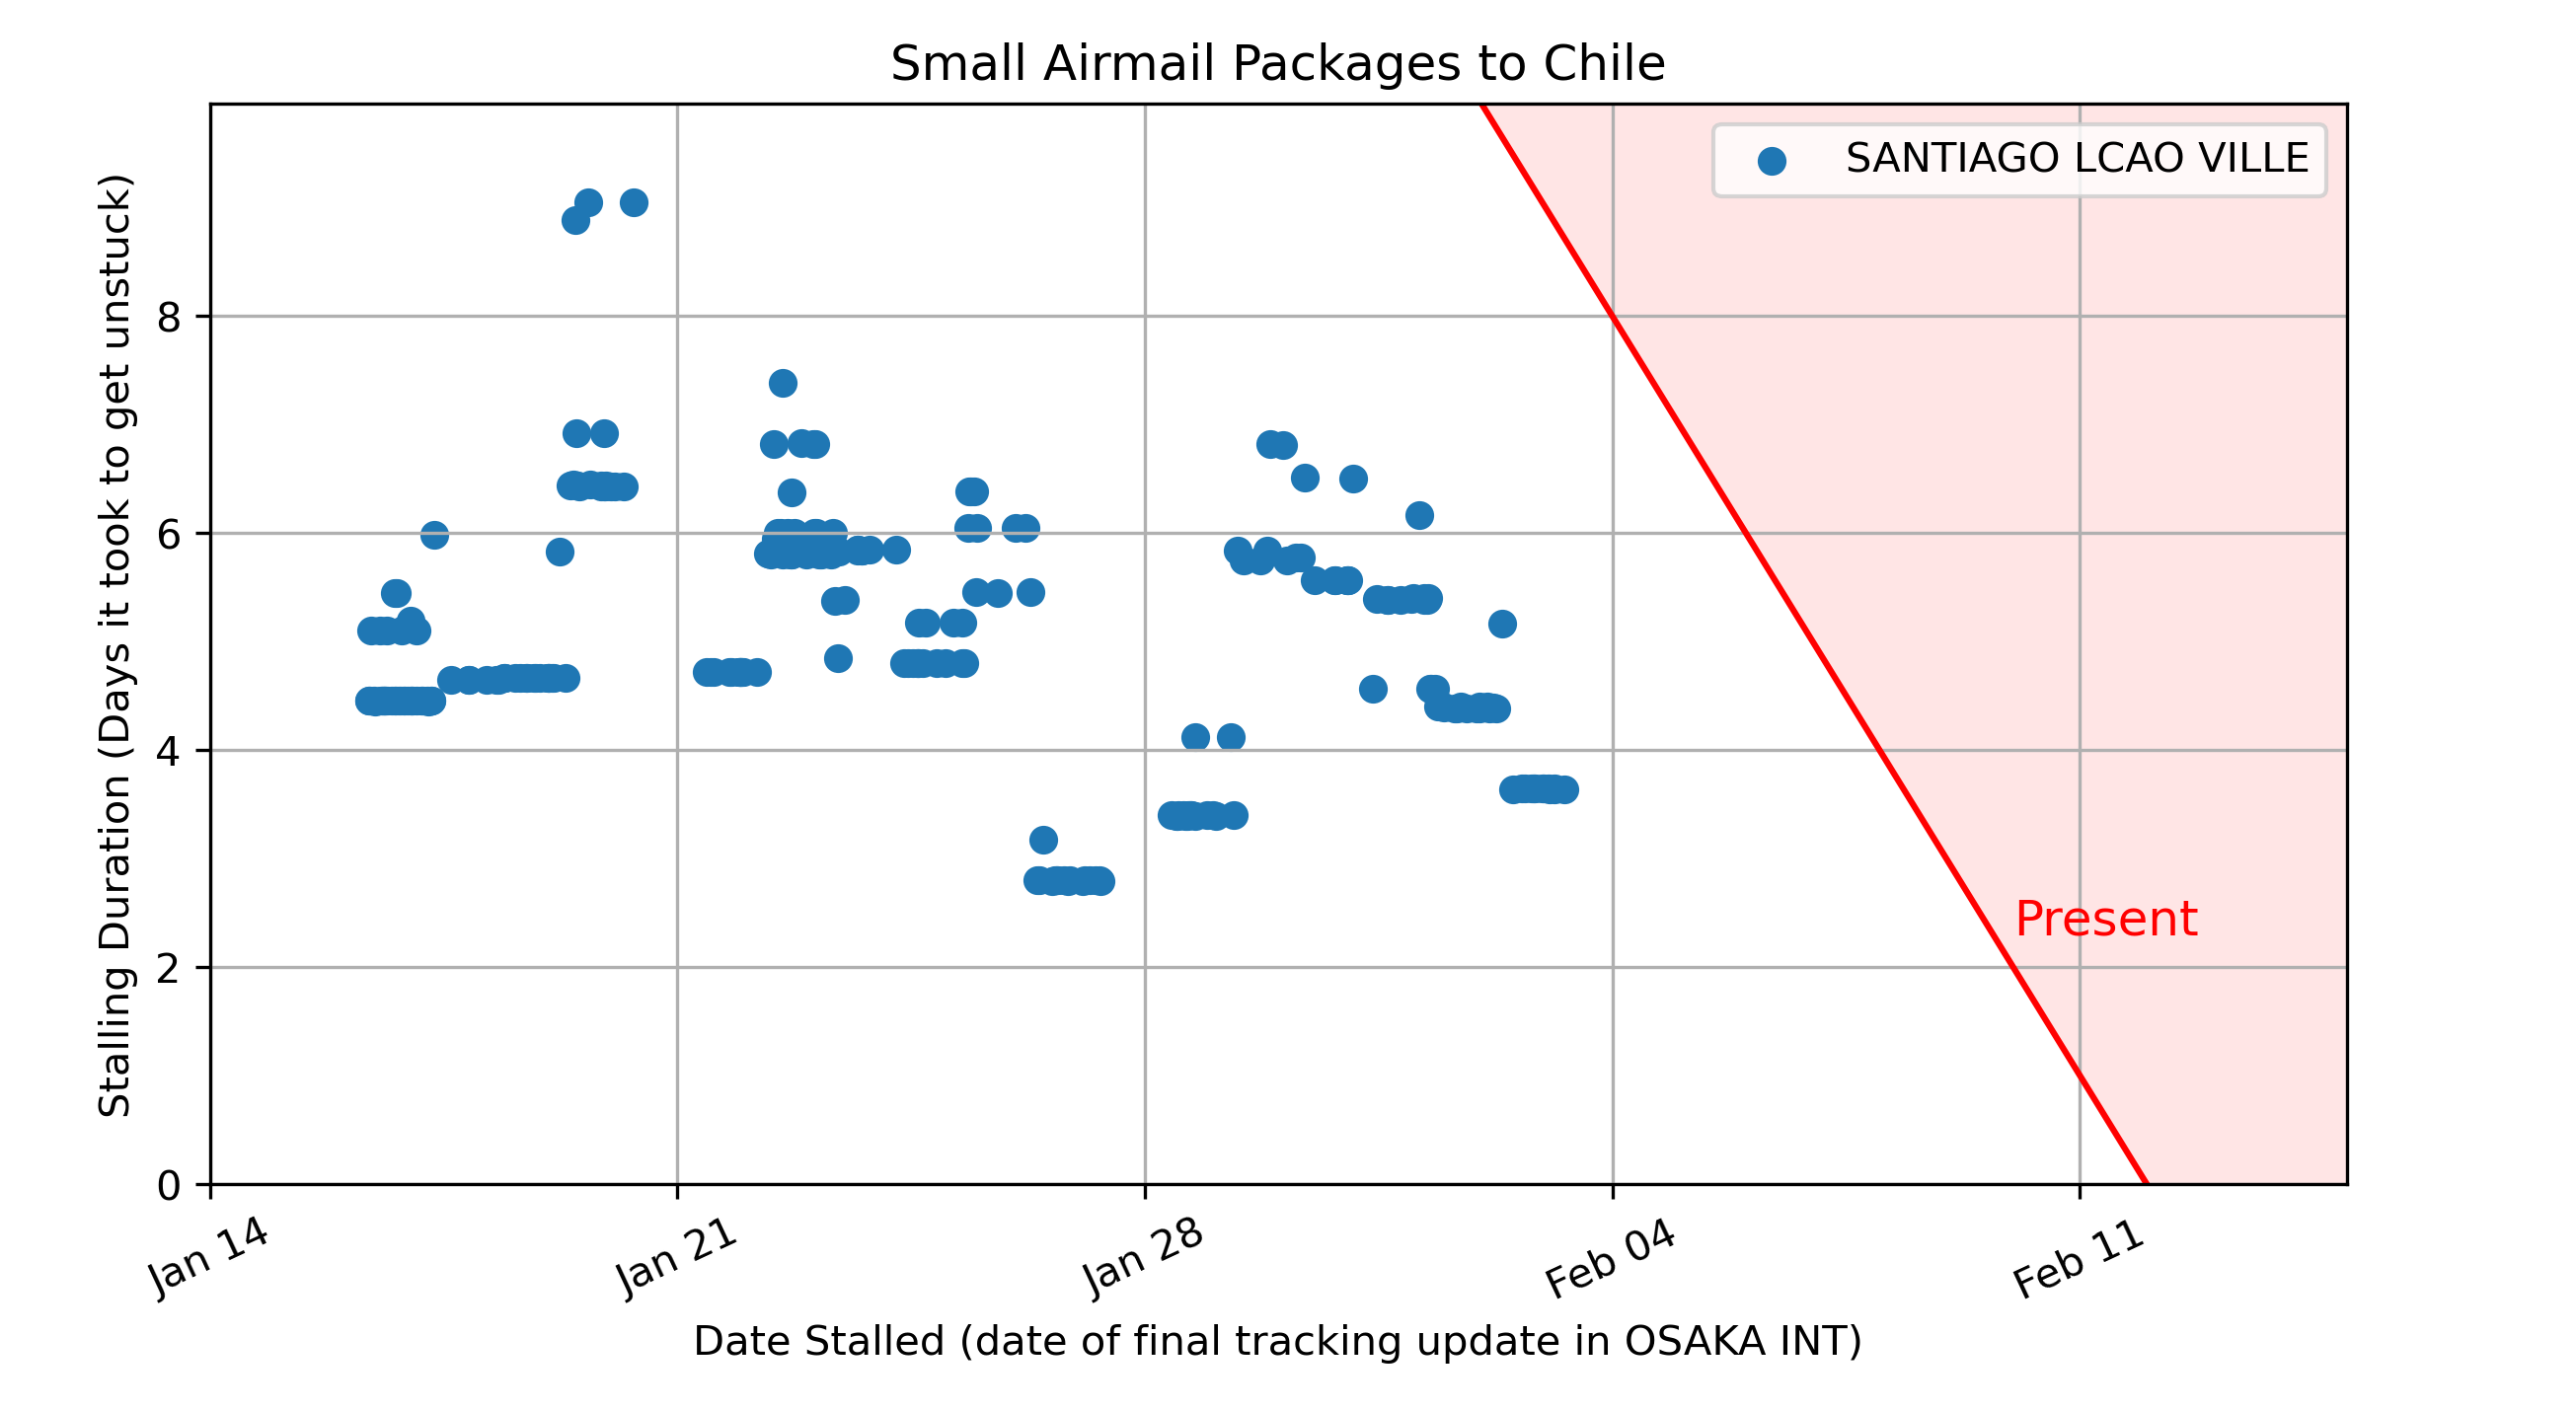 Small Airmail Packages to Chile
SANTIAGO LCAO VILLE
Stalling Duration (Days it took to get unstuck)
8
6
4
2
0
Present
Jan 14
Jan 21
Jan 28
Feb 04
Feb 11
Date Stalled (date of final tracking update in OSAKA INT)